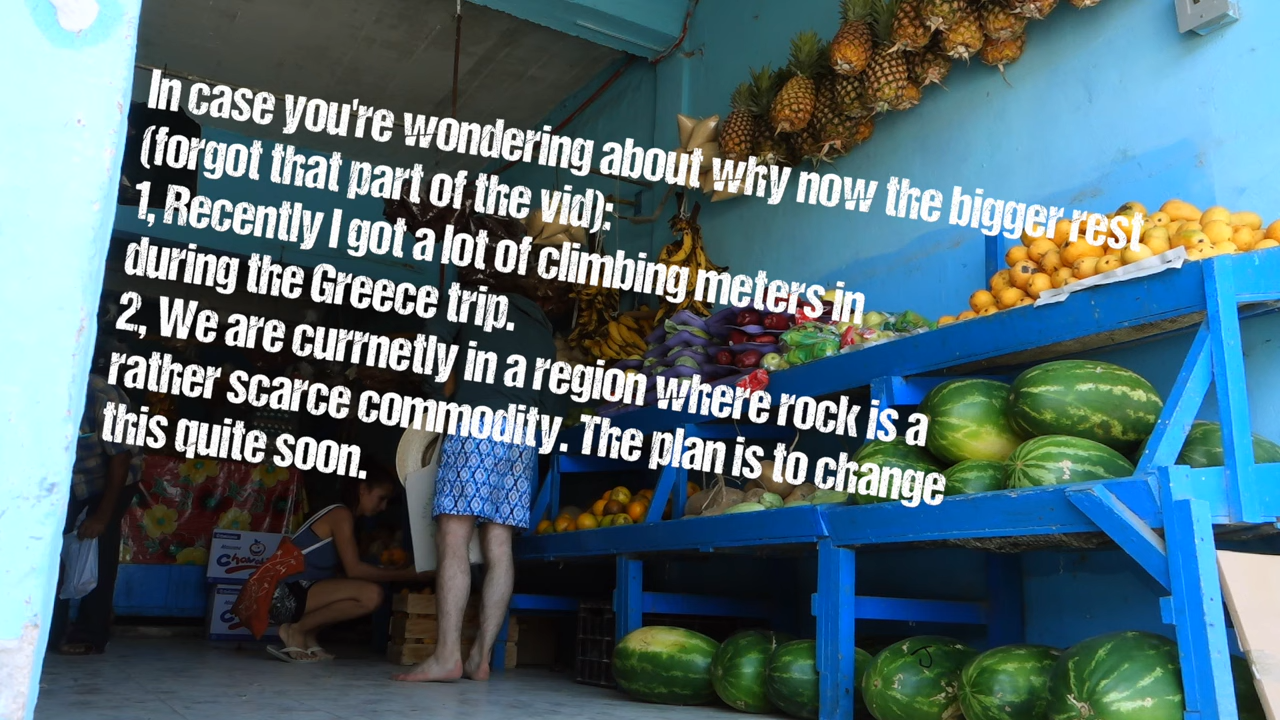 In case you're wondering about why now the bigger rest
(forgot that part of the vid):
1, Recently I got a lot of climbing meters in
during the Greece trip.
2, We are currnetly in a region where rock is a
rather scarce commodity. The plan is to change
this quite soon.